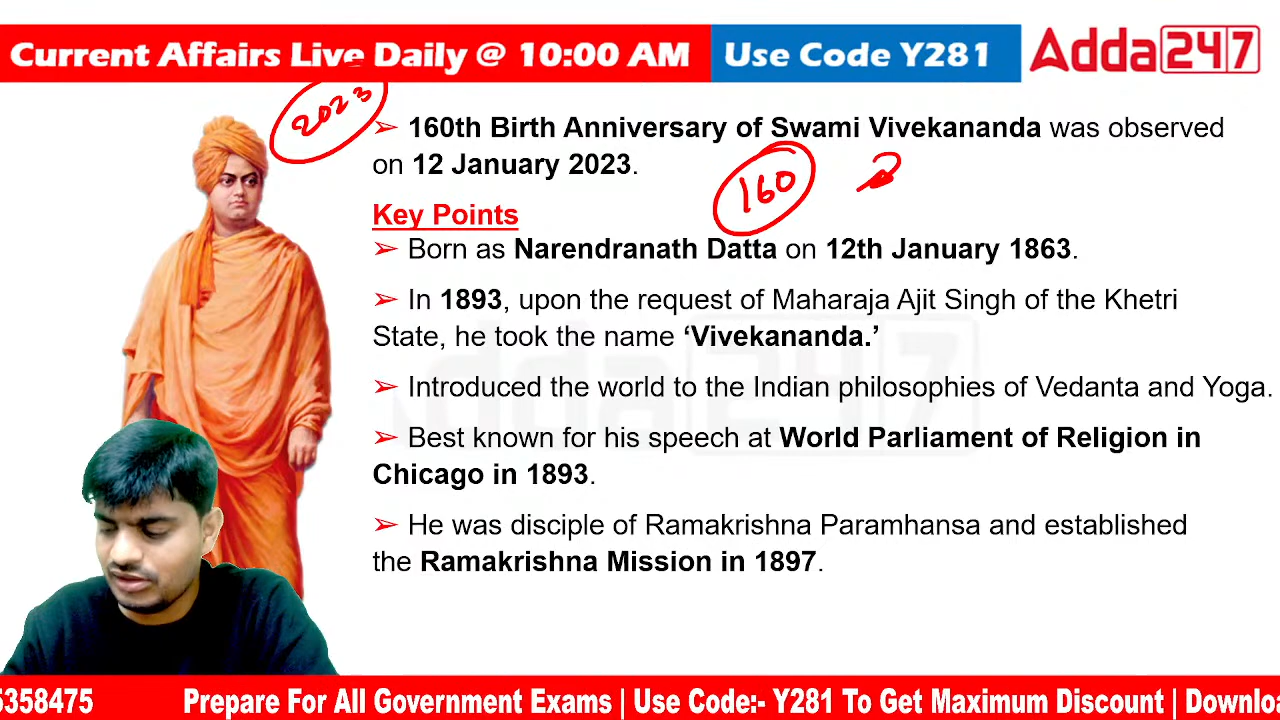 Current Affairs Live Daily @ 10:00 AM
Use Code Y281
Adda247
2023
➢ 160th Birth Anniversary of Swami Vivekananda was observed
on 12 January 2023.
160
Key Points
➢ Born as Narendranath Datta on 12th January 1863.
➢ In 1893, upon the request of Maharaja Ajit Singh of the Khetri
State, he took the name ‘Vivekananda.’
➢ Introduced the world to the Indian philosophies of Vedanta and Yoga.
➢ Best known for his speech at World Parliament of Religion in
Chicago in 1893.
➢ He was disciple of Ramakrishna Paramhansa and established
the Ramakrishna Mission in 1897.
Adda247
5358475 Prepare For All Government Exams | Use Code:- Y281 To Get Maximum Discount | Downlo